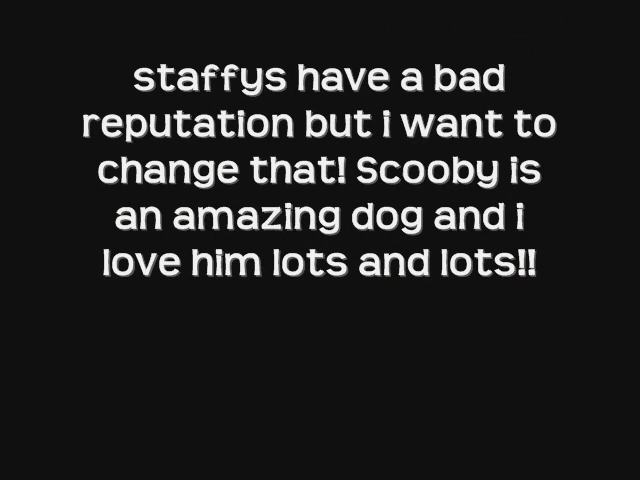 staffys have a bad
reputation but i want to
change that! Scooby is
an amazing dog and i
love him lots and lots!!